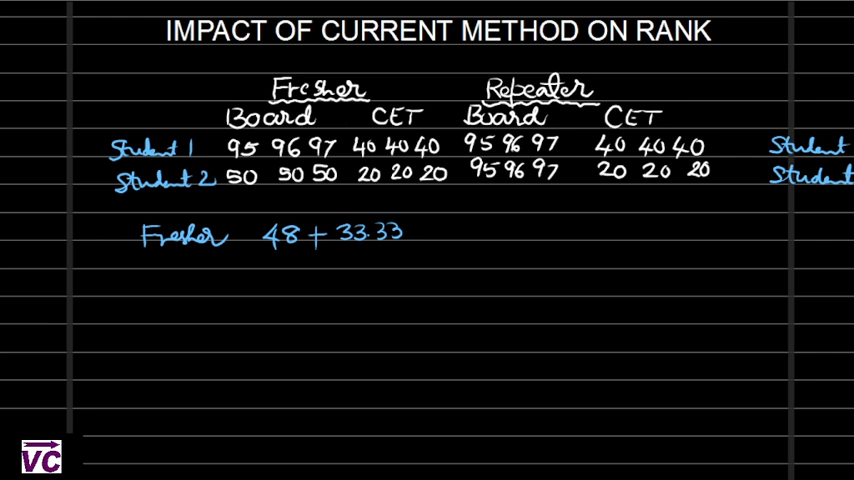 IMPACT OF CURRENT METHOD ON RANK
Fresher Repeater
Board CET Board CET
Student 1 95 96 97 40 40 40 95 96 97 40 40 40 Student
Student 2 50 50 50 20 20 20 95 96 97 20 20 20 Student
Fresher 48 + 33.33
VC